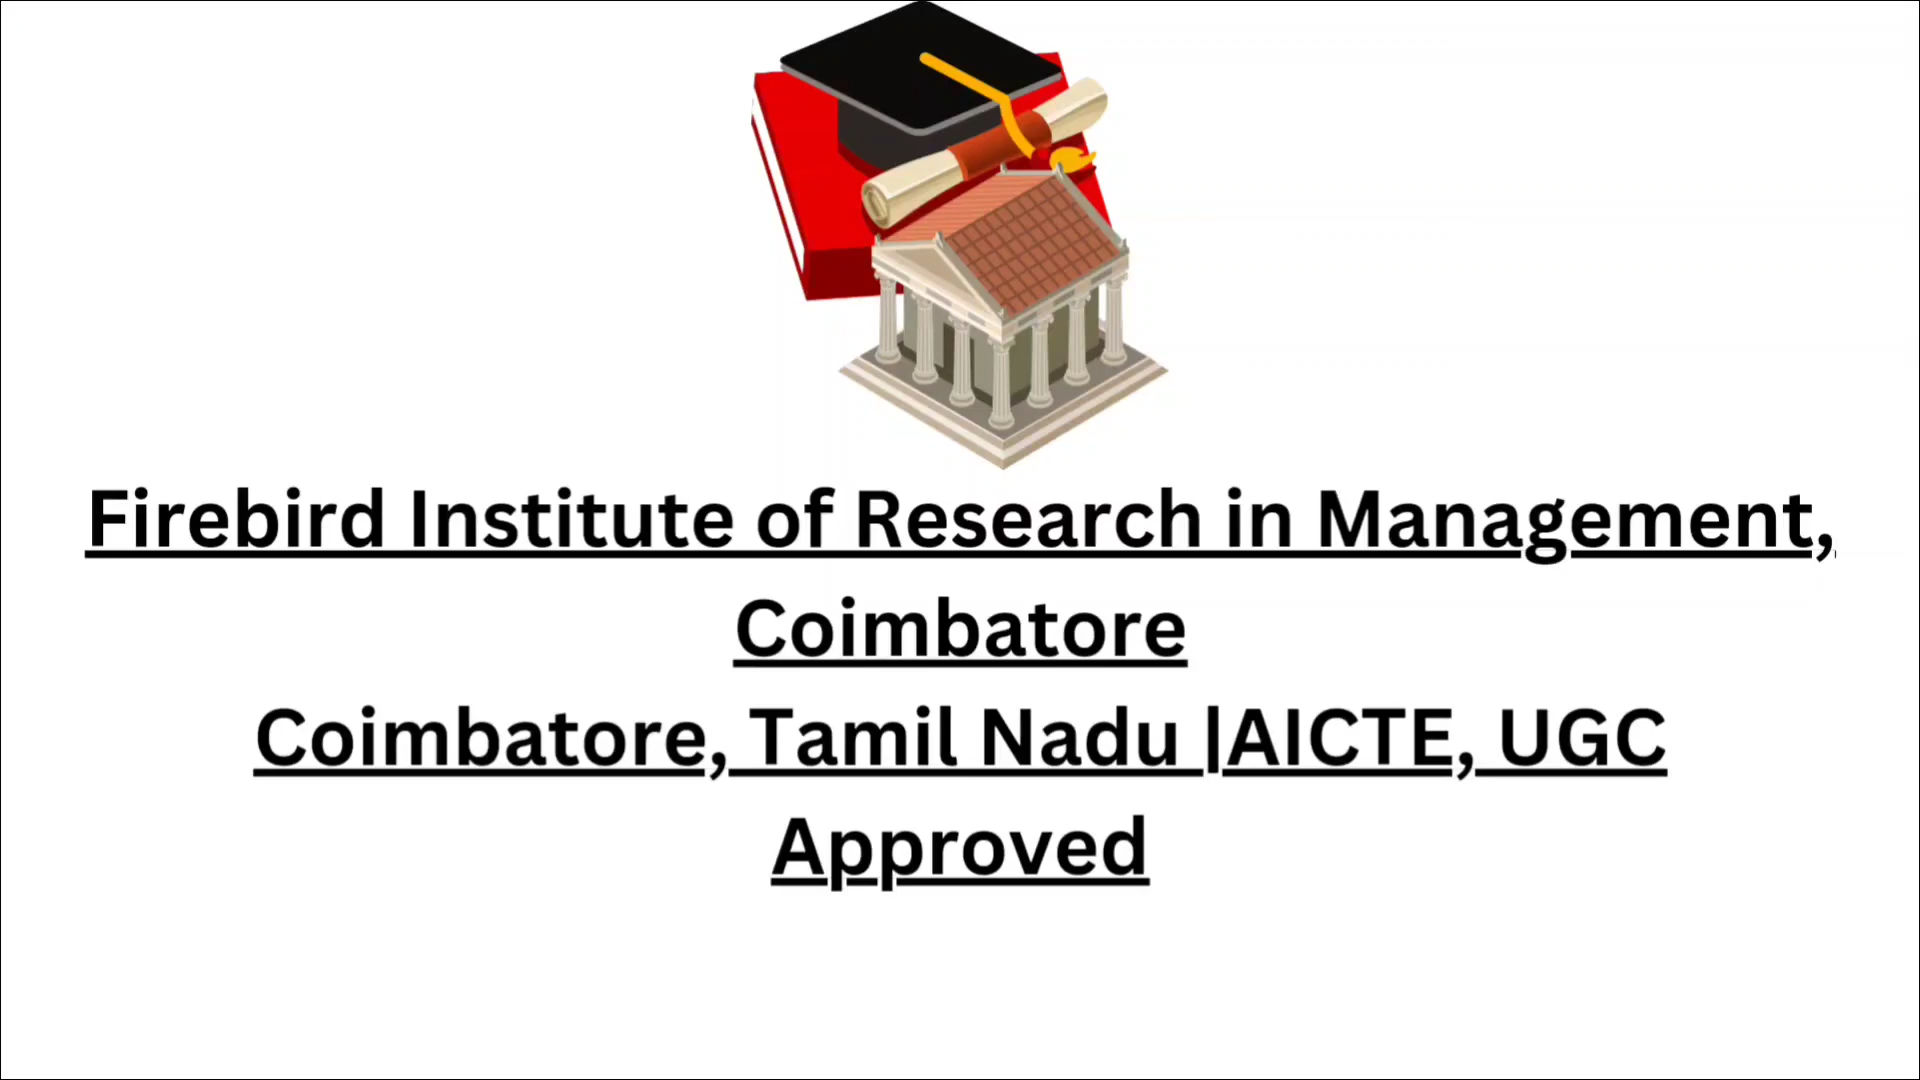 Firebird Institute of Research in Management,
Coimbatore
Coimbatore, Tamil Nadu |AICTE, UGC
Approved